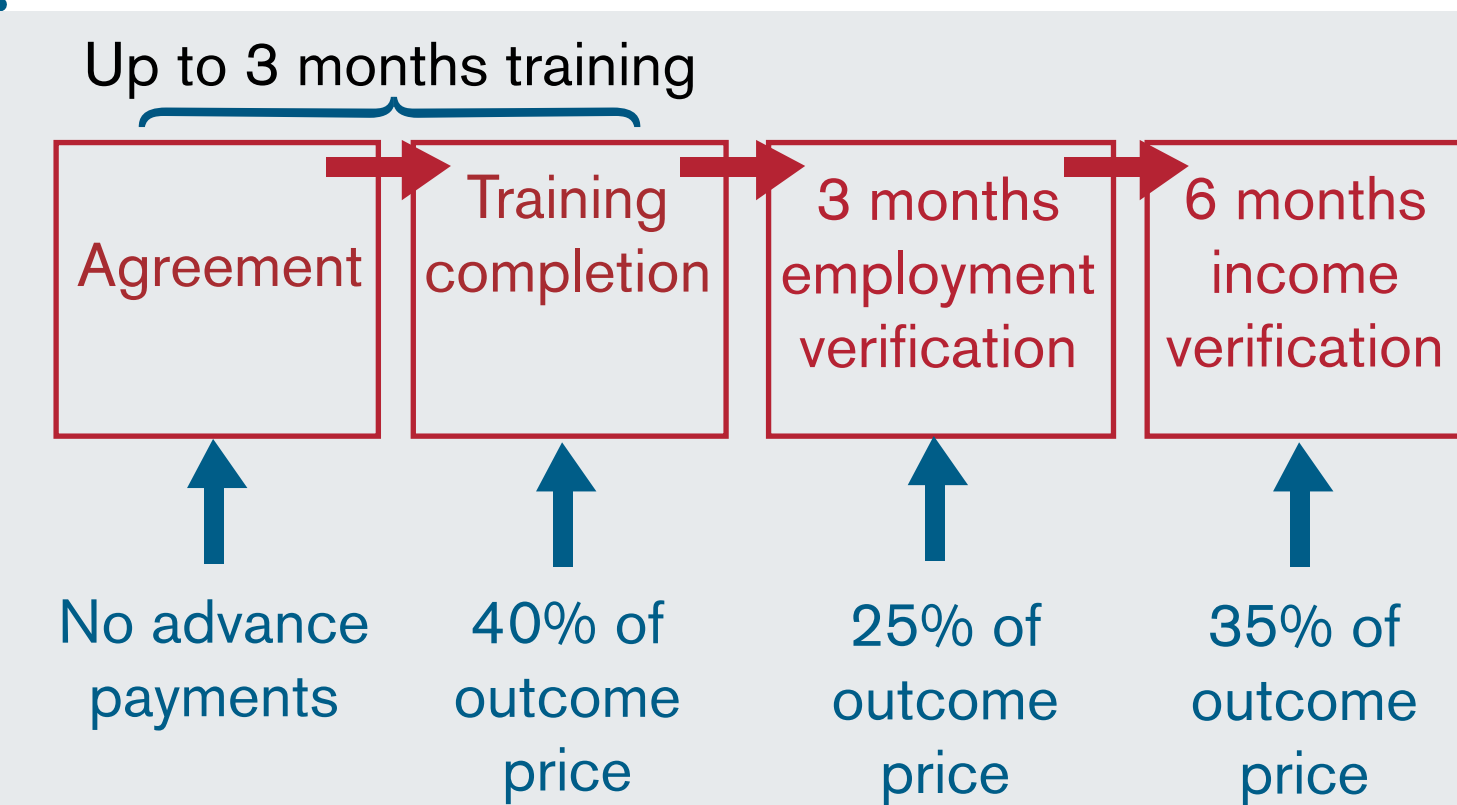 Up to 3 months training
Agreement
Training
completion
3 months
employment
verification
6 months
income
verification
No advance
payments
40% of
outcome
price
25% of
outcome
price
35% of
outcome
price